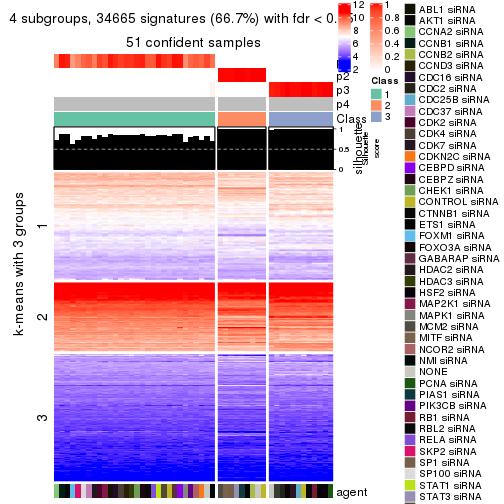 4 subgroups, 34665 signatures (66.7%) with fdr < 0.
51 confident samples
p2
p3
p4
Class
silhouette
1
0.5
0
Silhouette
score
k-means with 3 groups
1
2
3
agent
12
10
8
6
4
2
1
0.8
0.6
0.4
0.2
0
Class
1
2
3
ABL1 siRNA
AKT1 siRNA
CCNA2 siRNA
CCNB1 siRNA
CCNB2 siRNA
CCND3 siRNA
CDC16 siRNA
CDC2 siRNA
CDC25B siRNA
CDC37 siRNA
CDK2 siRNA
CDK4 siRNA
CDK7 siRNA
CDKN2C siRNA
CEBPD siRNA
CEBPZ siRNA
CHEK1 siRNA
CONTROL siRNA
CTNNB1 siRNA
ETS1 siRNA
FOXM1 siRNA
FOXO3A siRNA
GABARAP siRNA
HDAC2 siRNA
HDAC3 siRNA
HSF2 siRNA
MAP2K1 siRNA
MAPK1 siRNA
MCM2 siRNA
MITF siRNA
NCOR2 siRNA
NMI siRNA
NONE
PCNA siRNA
PIAS1 siRNA
PIK3CB siRNA
RB1 siRNA
RBL2 siRNA
RELA siRNA
SKP2 siRNA
SP1 siRNA
SP100 siRNA
STAT1 siRNA
STAT3 siRNA